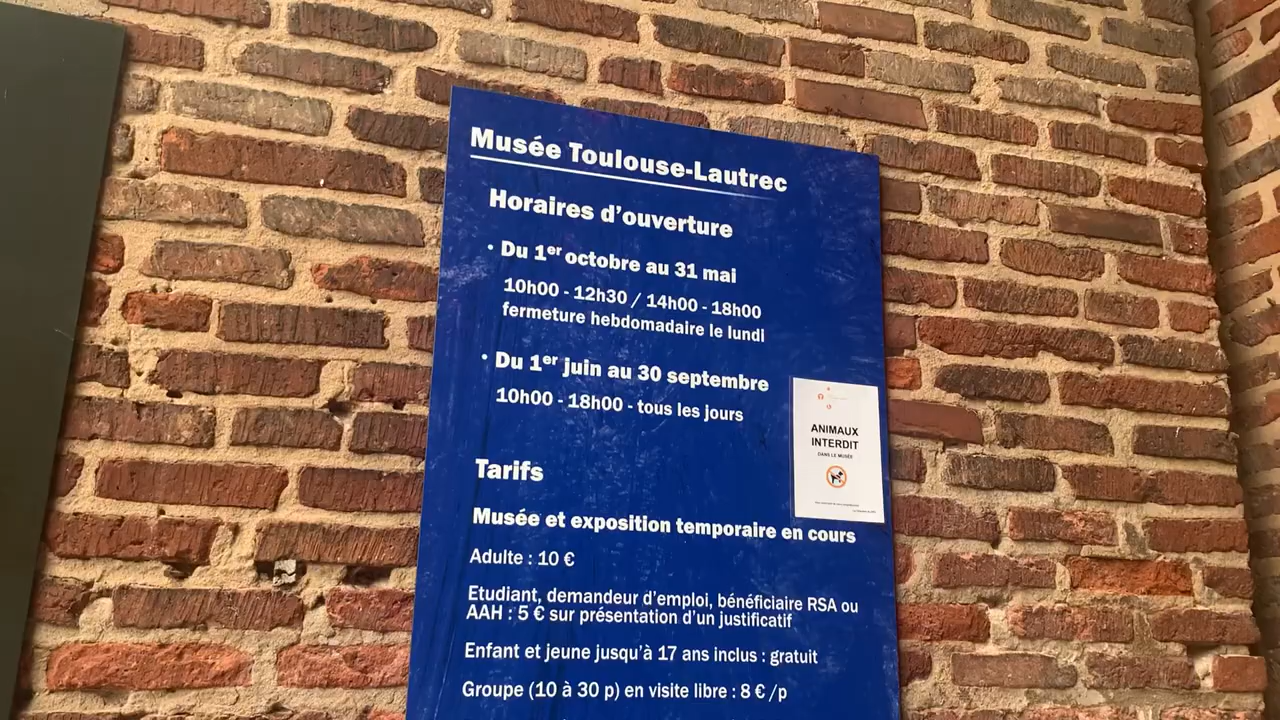 Musée Toulouse-Lautrec
Horaires d'ouverture
• Du 1er octobre au 31 mai
10h00 - 12h30 / 14h00 - 18h00
fermeture hebdomadaire le lundi
• Du 1er juin au 30 septembre
10h00 - 18h00 - tous les jours
ANIMAUX
INTERDIT
DANS LE MUSÉE
Tarifs
Musée et exposition temporaire en cours
Adulte : 10 €
Etudiant, demandeur d'emploi, bénéficiaire RSA ou
AAH : 5 € sur présentation d'un justificatif
Enfant et jeune jusqu'à 17 ans inclus : gratuit
Groupe (10 à 30 p) en visite libre : 8 € /p